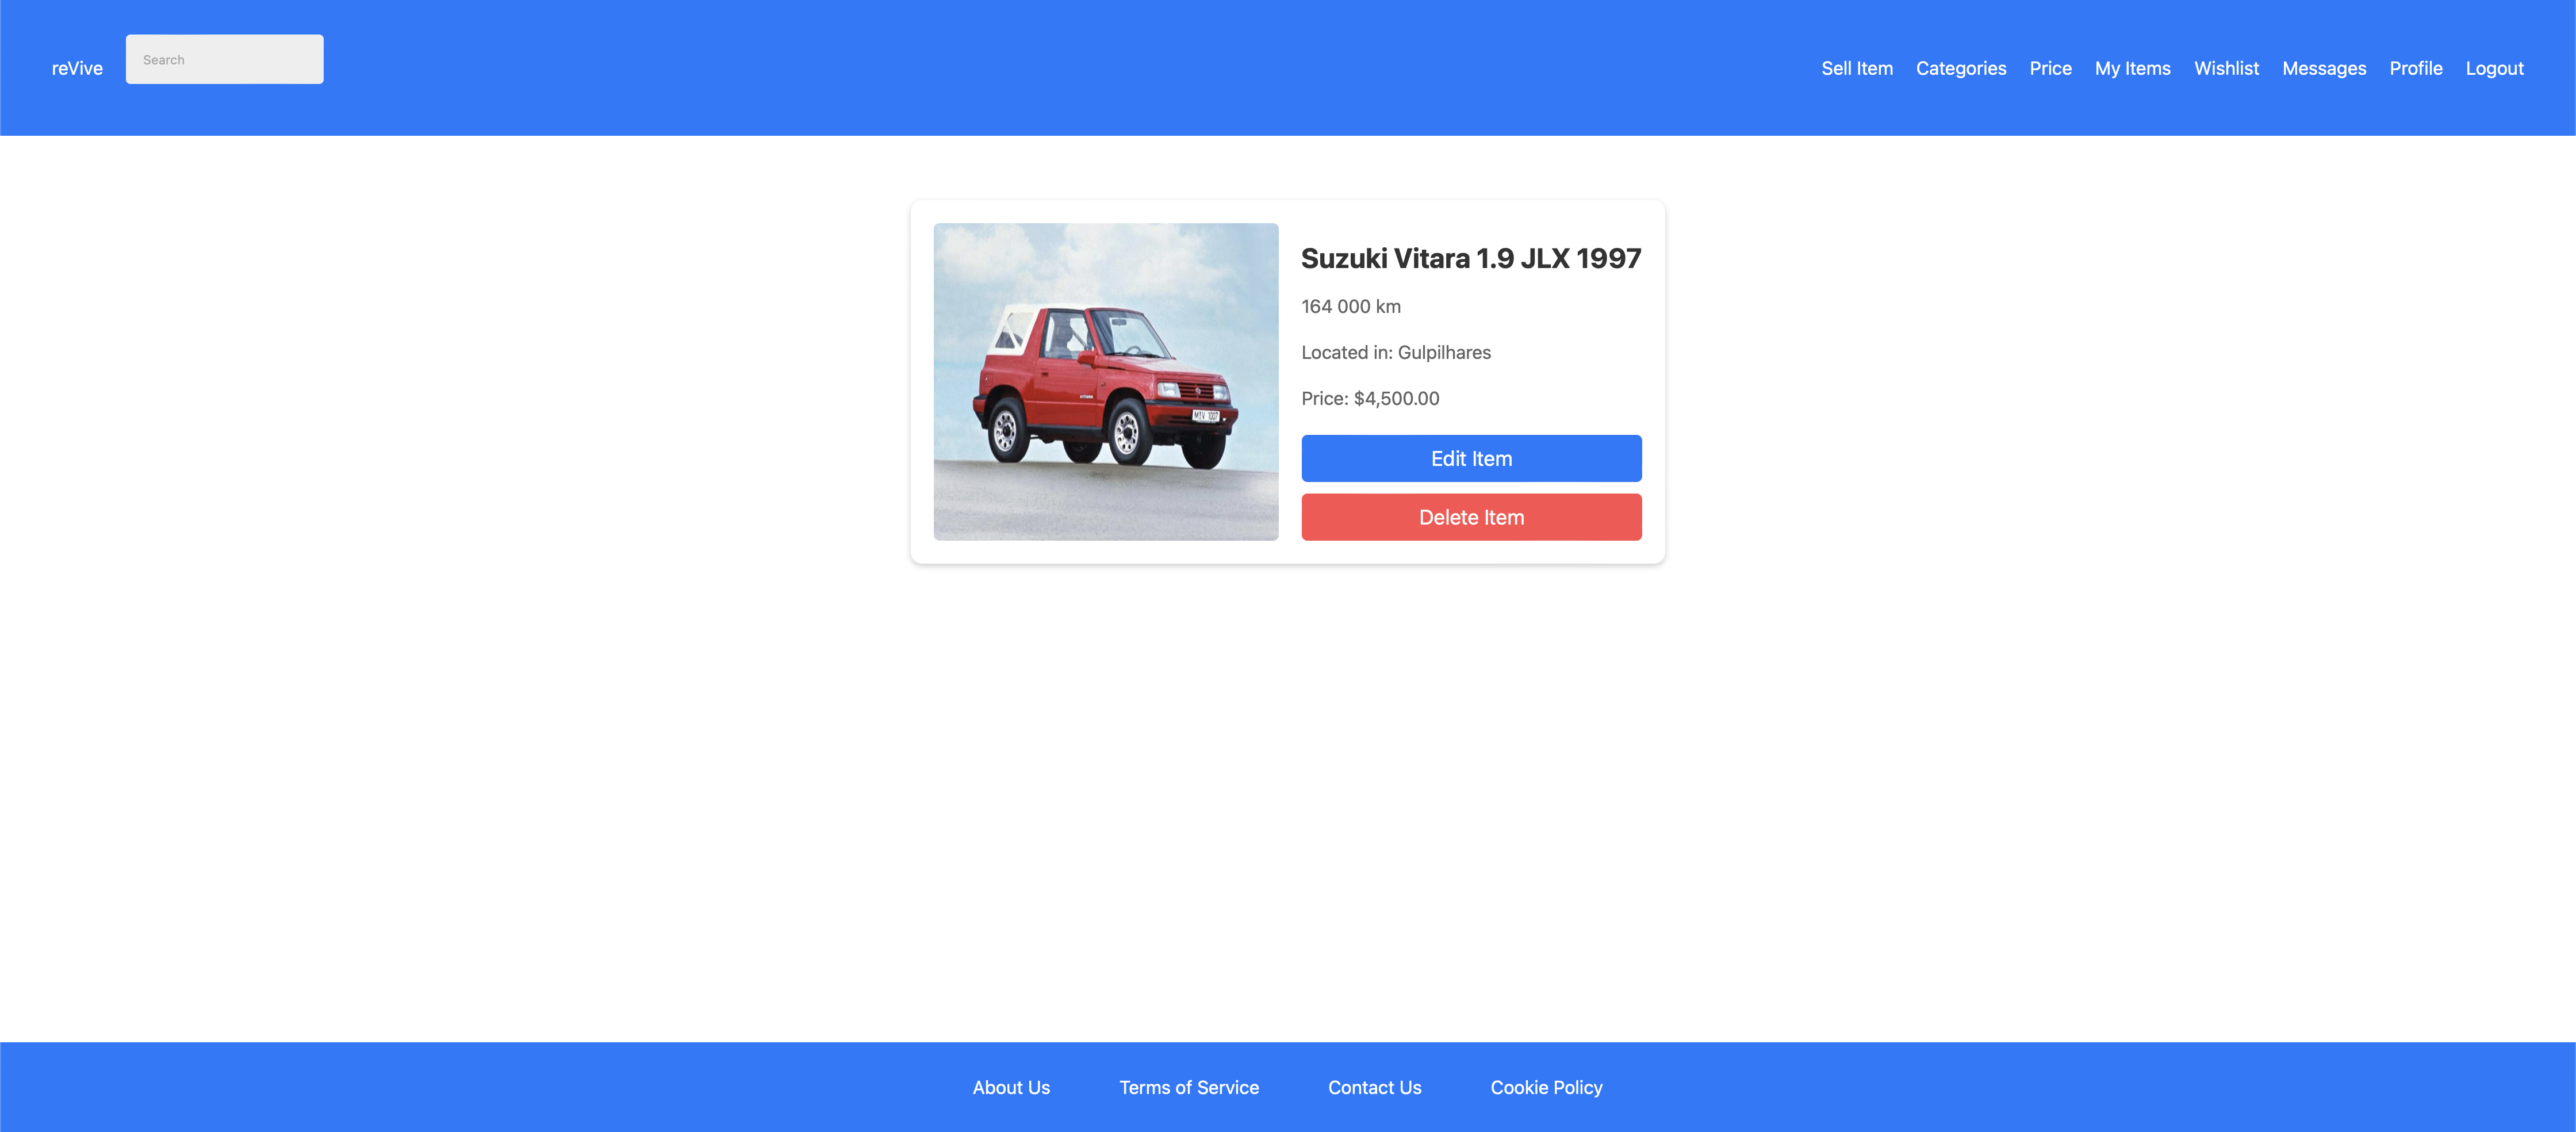 reVive
Search
Sell Item Categories Price My Items Wishlist Messages Profile Logout
Suzuki Vitara 1.9 JLX 1997
164 000 km
Located in: Gulpilhares
Price: $4,500.00
Edit Item
Delete Item
About Us Terms of Service Contact Us Cookie Policy